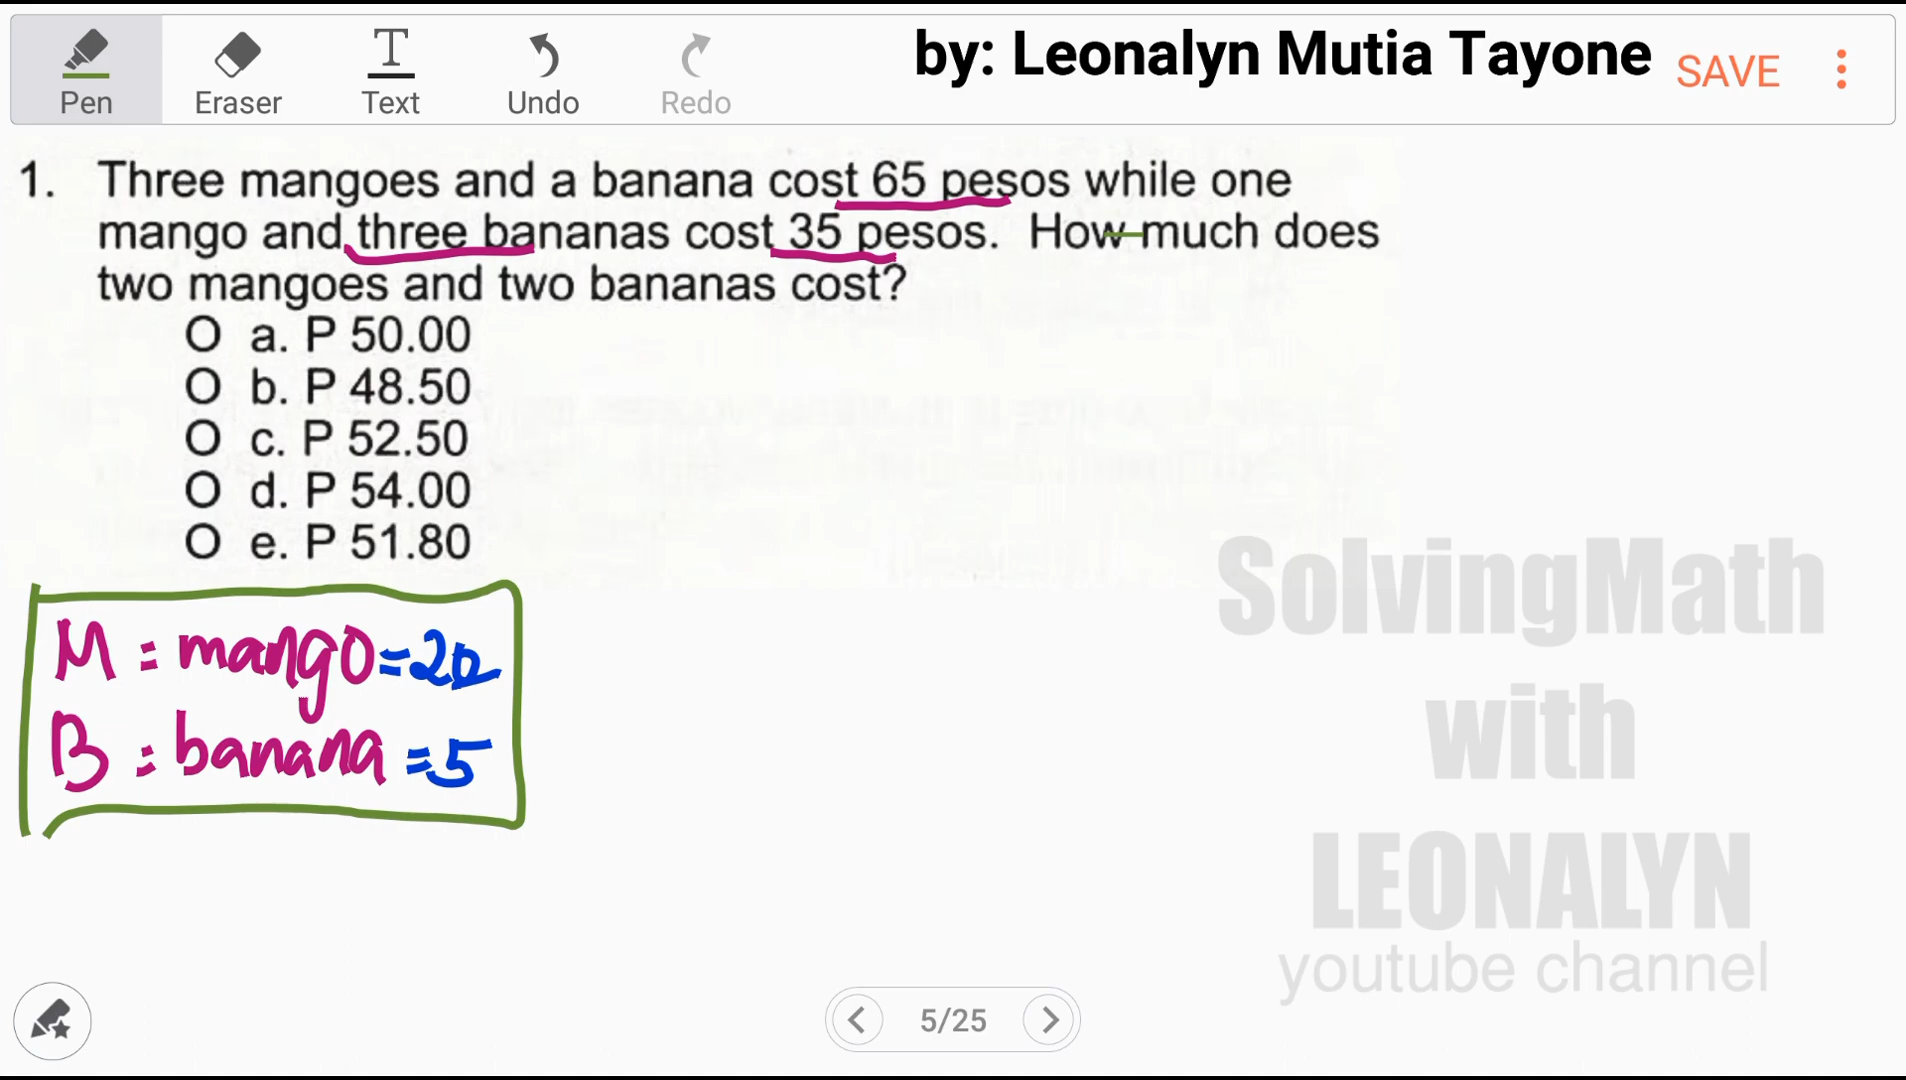 by: Leonalyn Mutia Tayone
SAVE
Pen
Eraser
T
Text
Undo
Redo
1. Three mangoes and a banana cost 65 pesos while one
mango and three bananas cost 35 pesos. How much does
two mangoes and two bananas cost?
O a. P 50.00
O b. P 48.50
O c. P 52.50
O d. P 54.00
O e. P 51.80
M = mango = 20
B = banana = 5
SolvingMath
with
LEONALYN
youtube channel
5/25